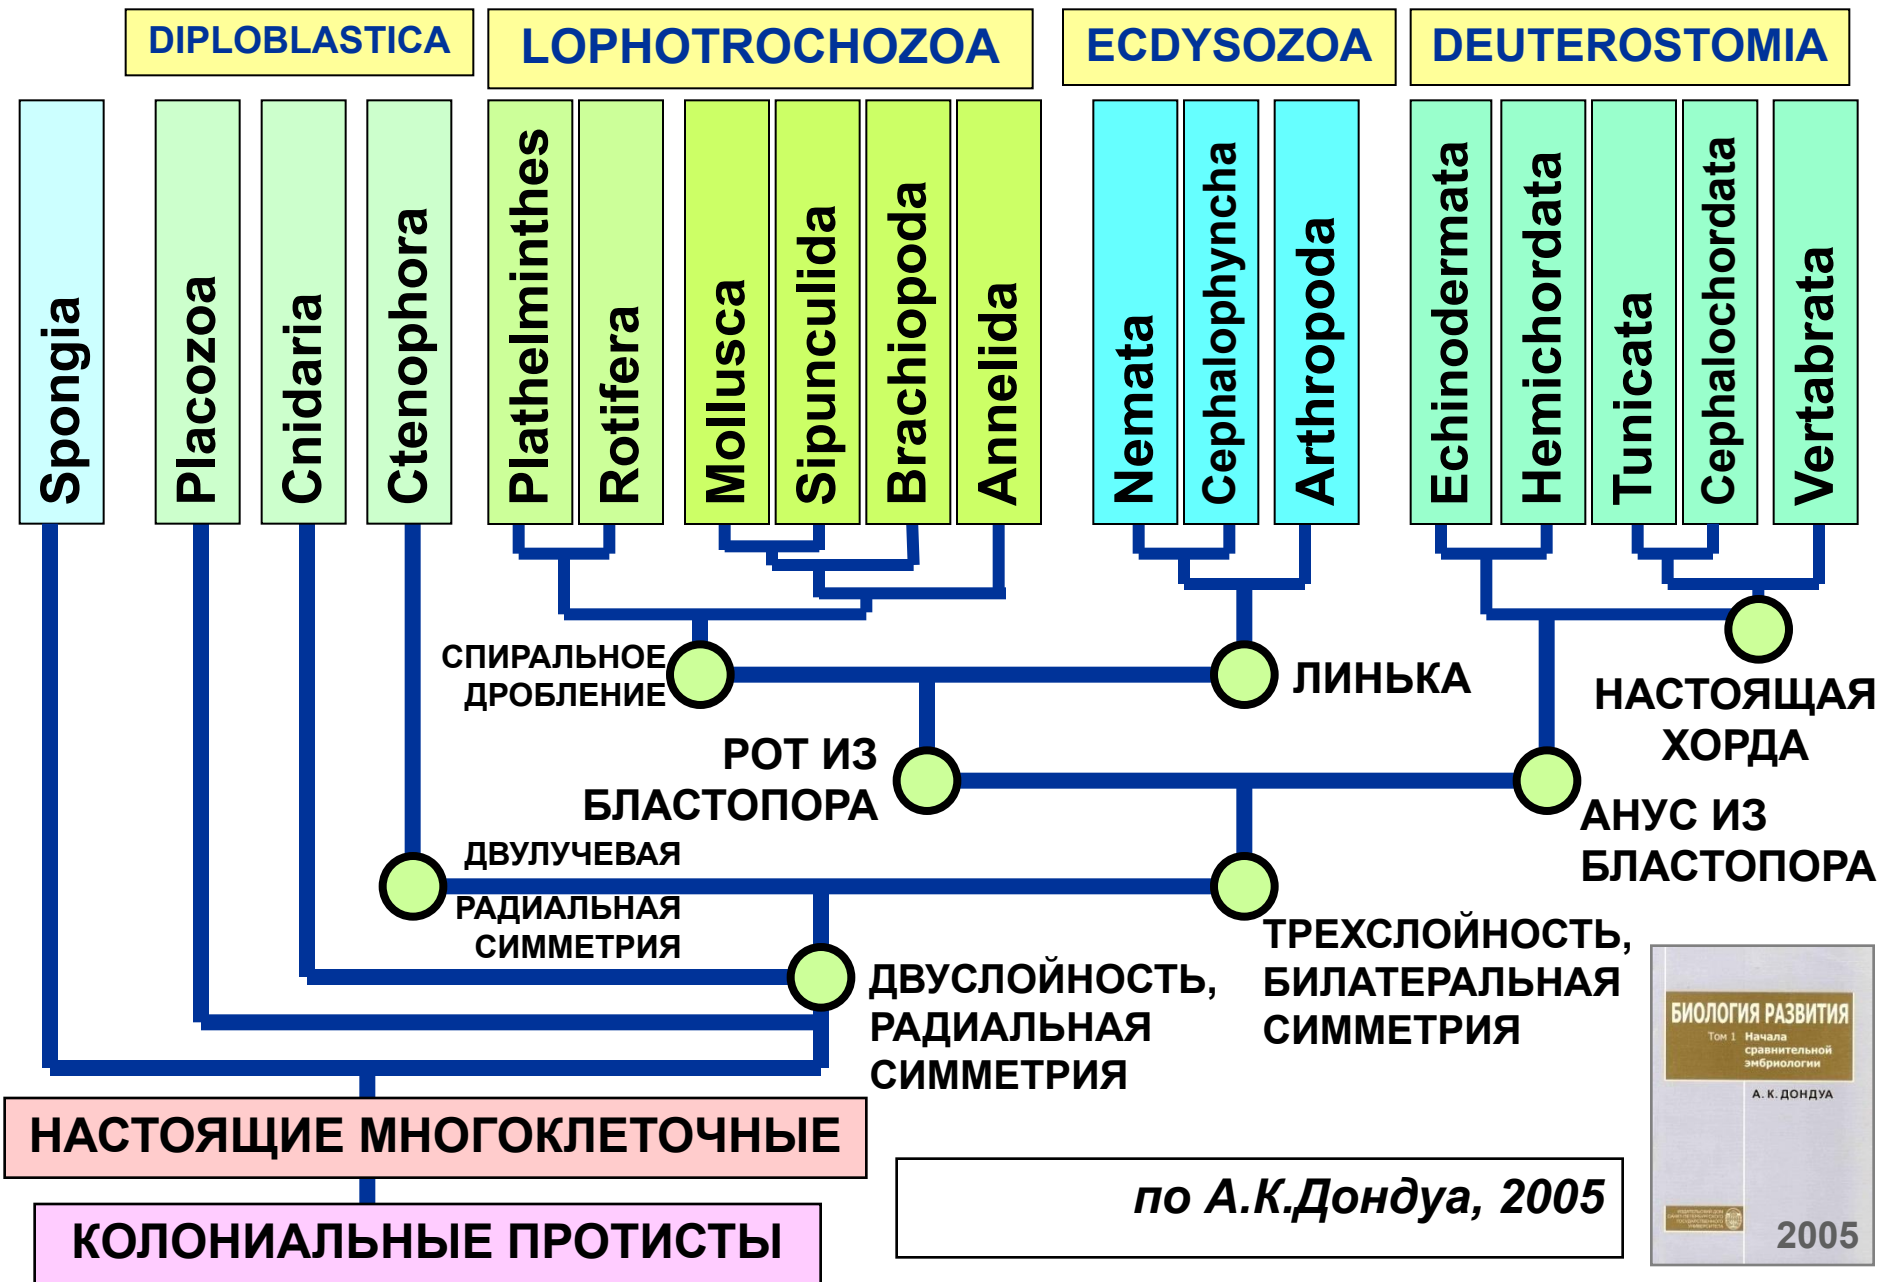 DIPLOBLASTICA
LOPHOTROCHOZOA
ECDYSOZOA
DEUTEROSTOMIA
Spongia
Placozoa
Cnidaria
Ctenophora
Plathelminthes
Rotifera
Mollusca
Sipunculida
Brachiopoda
Annelida
Nemata
Cephalophyncha
Arthropoda
Echinodermata
Hemichordata
Tunicata
Cephalochordata
Vertabrata
СПИРАЛЬНОЕ
ДРОБЛЕНИЕ
ЛИНЬКА
НАСТОЯЩАЯ
ХОРДА
РОТ ИЗ
БЛАСТОПОРА
АНУС ИЗ
БЛАСТОПОРА
ДВУЛУЧЕВАЯ
РАДИАЛЬНАЯ
СИММЕТРИЯ
ТРЕХСЛОЙНОСТЬ,
БИЛАТЕРАЛЬНАЯ
СИММЕТРИЯ
ДВУСЛОЙНОСТЬ,
РАДИАЛЬНАЯ
СИММЕТРИЯ
НАСТОЯЩИЕ МНОГОКЛЕТОЧНЫЕ
КОЛОНИАЛЬНЫЕ ПРОТИСТЫ
по А.К.Дондуа, 2005
БИОЛОГИЯ РАЗВИТИЯ
Том 1 Начала
сравнительной
эмбриологии
А. К. ДОНДУА
2005